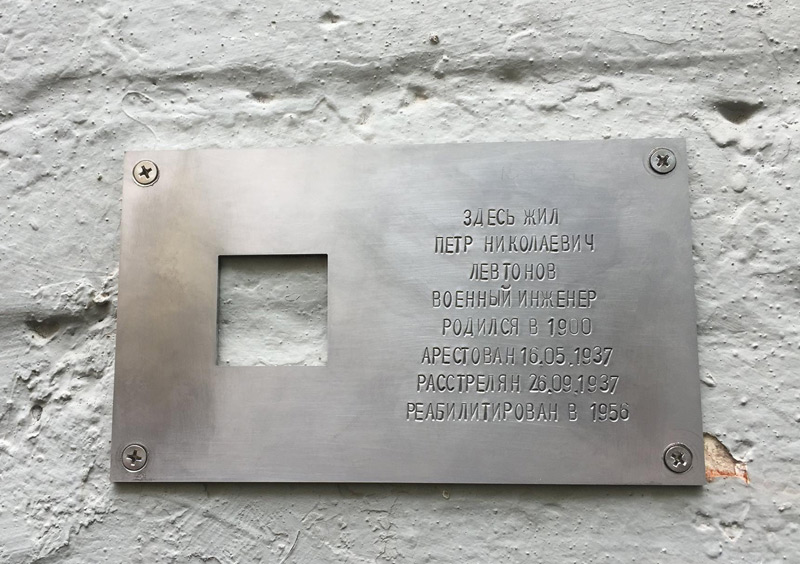 ЗДЕСЬ ЖИЛ
ПЕТР НИКОЛАЕВИЧ
ЛЕВТОНОВ
ВОЕННЫЙ ИНЖЕНЕР
РОДИЛСЯ В 1900
АРЕСТОВАН 16.05.1937
РАССТРЕЛЯН 26.09.1937
РЕАБИЛИТИРОВАН В 1956